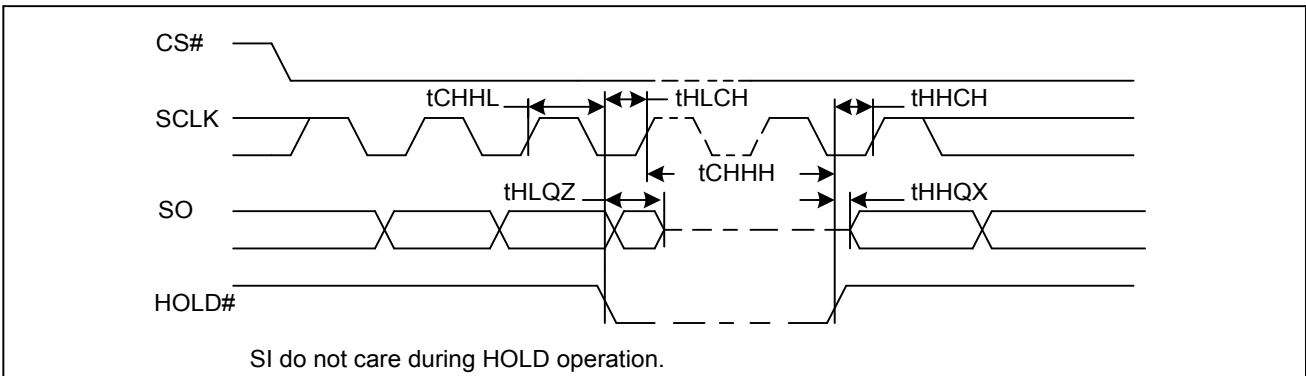 CS#
tCHHL tHLCH tHHCH
SCLK
tCHHH
tHLQZ tHHQX
SO
HOLD#
SI do not care during HOLD operation.